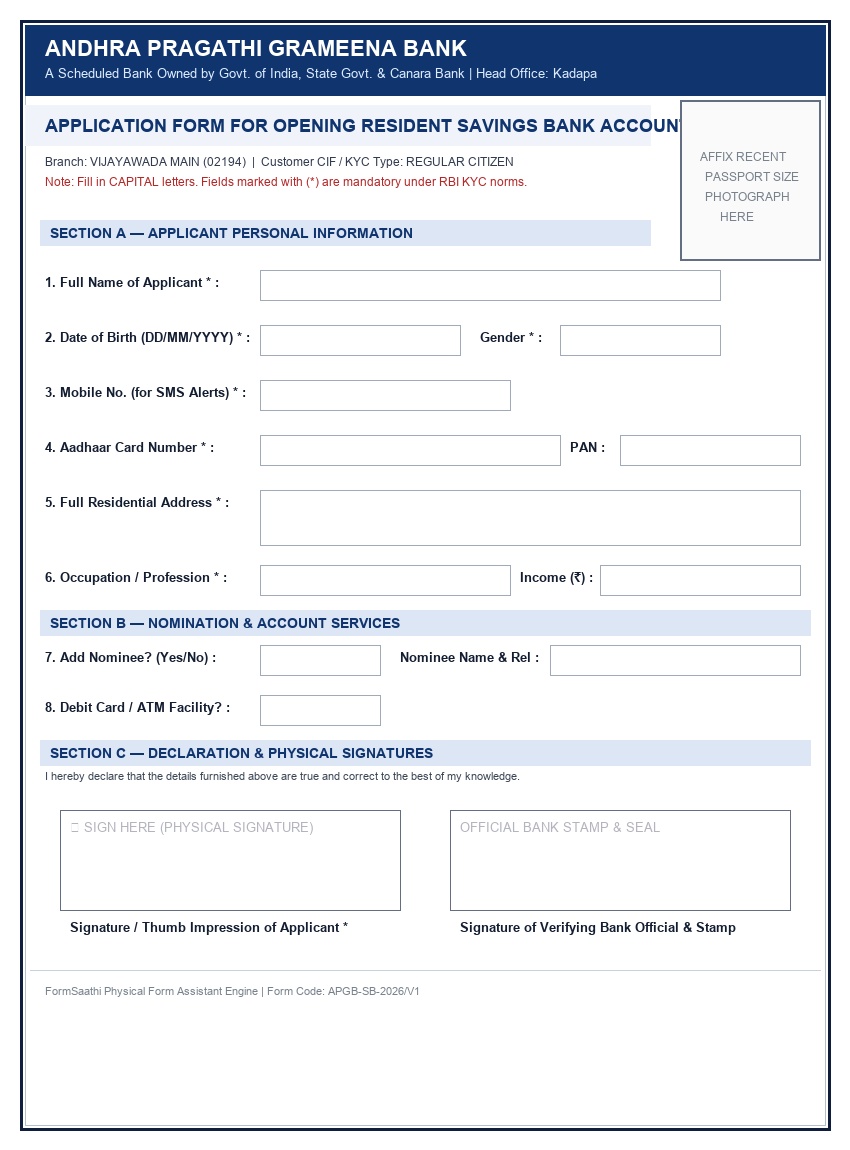 ANDHRA PRAGATHI GRAMEENA BANK
A Scheduled Bank Owned by Govt. of India, State Govt. & Canara Bank | Head Office: Kadapa
APPLICATION FORM FOR OPENING RESIDENT SAVINGS BANK ACCOUNT
Branch: VIJAYAWADA MAIN (02194) | Customer CIF / KYC Type: REGULAR CITIZEN
Note: Fill in CAPITAL letters. Fields marked with (*) are mandatory under RBI KYC norms.
AFFIX RECENT
PASSPORT SIZE
PHOTOGRAPH
HERE
SECTION A — APPLICANT PERSONAL INFORMATION
1. Full Name of Applicant * :
2. Date of Birth (DD/MM/YYYY) * : Gender * :
3. Mobile No. (for SMS Alerts) * :
4. Aadhaar Card Number * : PAN :
5. Full Residential Address * :
6. Occupation / Profession * : Income (₹) :
SECTION B — NOMINATION & ACCOUNT SERVICES
7. Add Nominee? (Yes/No) : Nominee Name & Rel :
8. Debit Card / ATM Facility? :
SECTION C — DECLARATION & PHYSICAL SIGNATURES
I hereby declare that the details furnished above are true and correct to the best of my knowledge.
SIGN HERE (PHYSICAL SIGNATURE) OFFICIAL BANK STAMP & SEAL
Signature / Thumb Impression of Applicant * Signature of Verifying Bank Official & Stamp
FormSaathi Physical Form Assistant Engine | Form Code: APGB-SB-2026/V1